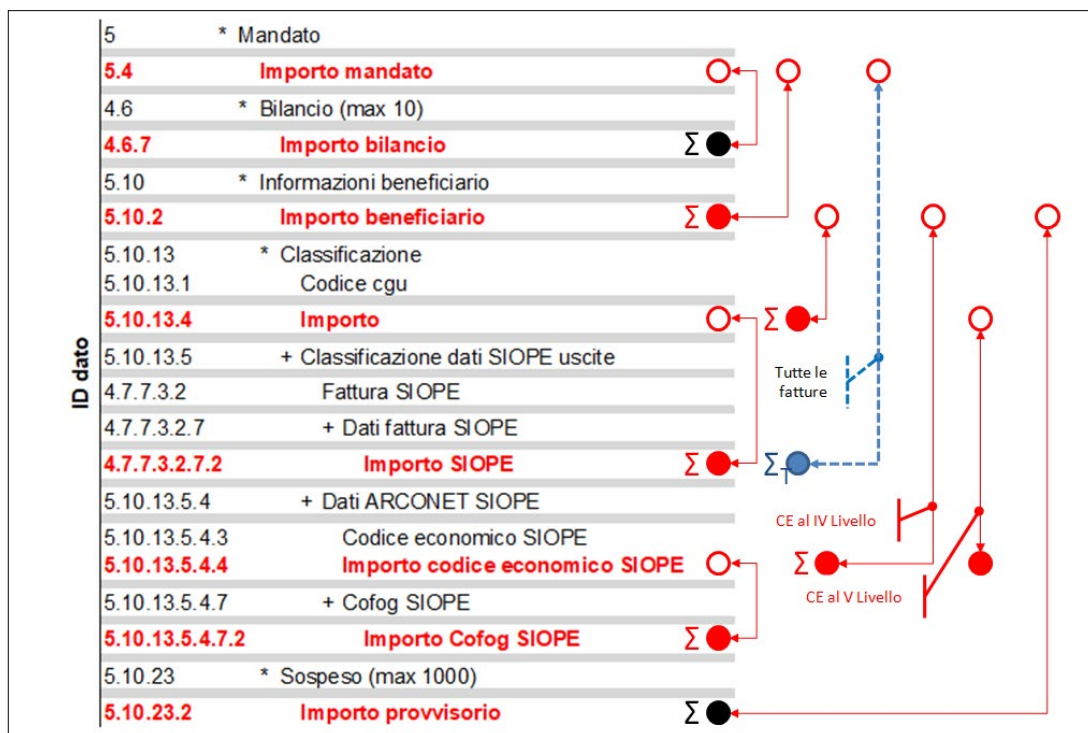 ID dato
5 * Mandato
5.4 Importo mandato
4.6 * Bilancio (max 10)
4.6.7 Importo bilancio Σ
5.10 * Informazioni beneficiario
5.10.2 Importo beneficiario Σ
5.10.13 * Classificazione
5.10.13.1 Codice cgu
5.10.13.4 Importo Σ
5.10.13.5 + Classificazione dati SIOPE uscite
Tutte le
fatture
4.7.7.3.2 Fattura SIOPE
4.7.7.3.2.7 + Dati fattura SIOPE
4.7.7.3.2.7.2 Importo SIOPE Σ ΣT
5.10.13.5.4 + Dati ARCONET SIOPE
CE al IV Livello
5.10.13.5.4.3 Codice economico SIOPE
5.10.13.5.4.4 Importo codice economico SIOPE Σ
CE al V Livello
5.10.13.5.4.7 + Cofog SIOPE
5.10.13.5.4.7.2 Importo Cofog SIOPE Σ
5.10.23 * Sospeso (max 1000)
5.10.23.2 Importo provvisorio Σ